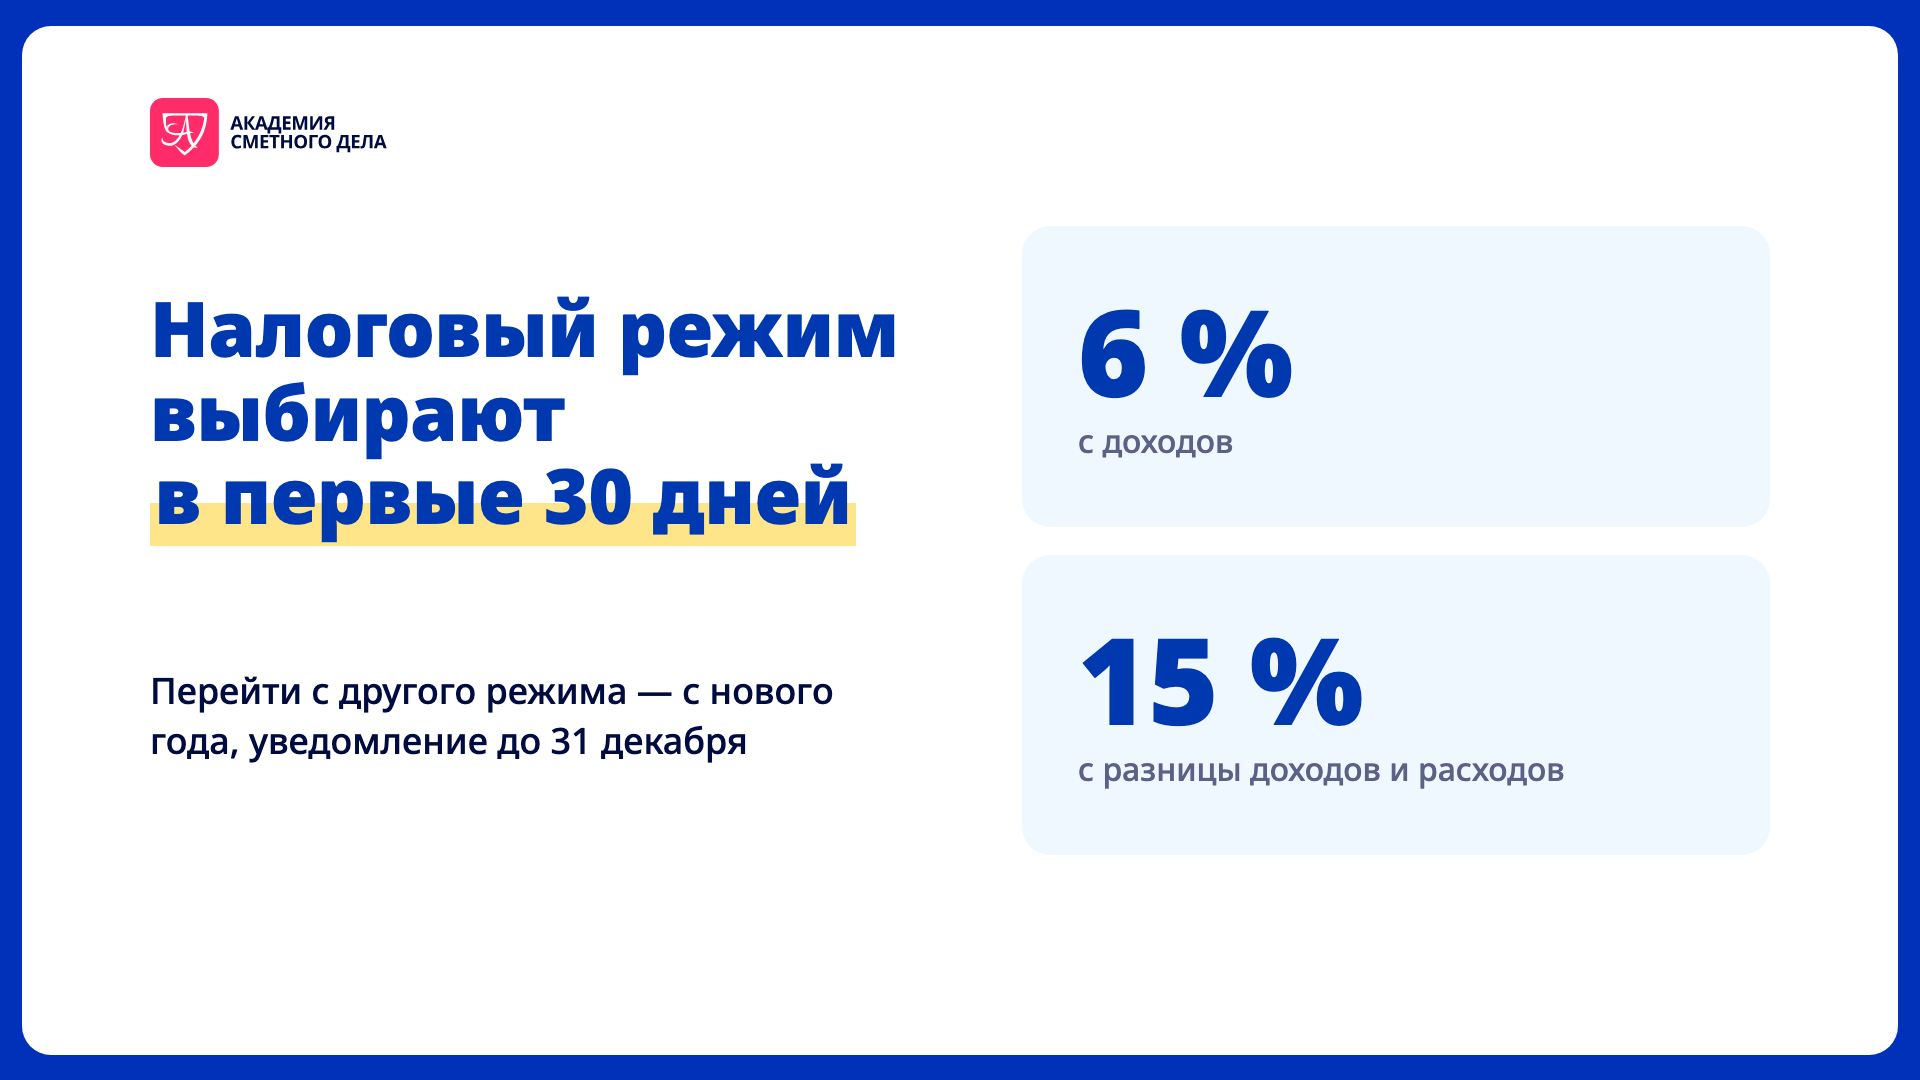 АКАДЕМИЯ
СМЕТНОГО ДЕЛА
Налоговый режим
выбирают
в первые 30 дней
Перейти с другого режима — с нового
года, уведомление до 31 декабря
6 %
с доходов
15 %
с разницы доходов и расходов